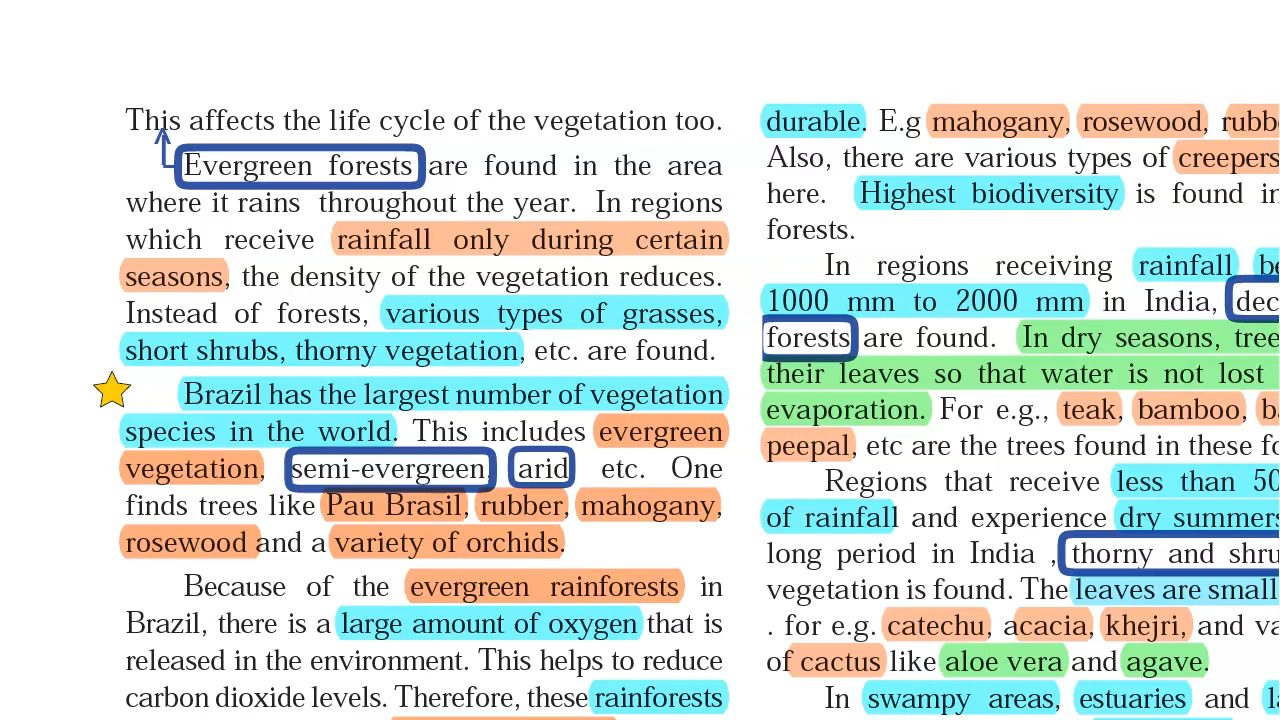 This affects the life cycle of the vegetation too.
Evergreen forests are found in the area
where it rains throughout the year. In regions
which receive rainfall only during certain
seasons, the density of the vegetation reduces.
Instead of forests, various types of grasses,
short shrubs, thorny vegetation, etc. are found.
Brazil has the largest number of vegetation
species in the world. This includes evergreen
vegetation, semi-evergreen, arid etc. One
finds trees like Pau Brasil, rubber, mahogany,
rosewood and a variety of orchids.
Because of the evergreen rainforests in
Brazil, there is a large amount of oxygen that is
released in the environment. This helps to reduce
carbon dioxide levels. Therefore, these rainforests
durable. E.g mahogany, rosewood,
Also, there are various types of creepers
here. Highest biodiversity is found in
forests.
In regions receiving rainfall
1000 mm to 2000 mm in India,
forests are found. In dry seasons,
their leaves so that water is not lost
evaporation. For e.g., teak, bamboo,
peepal, etc are the trees found in these
Regions that receive less than
of rainfall and experience dry summers
long period in India , thorny and
vegetation is found. The leaves are small
. for e.g. catechu, acacia, khejri, and
of cactus like aloe vera and agave.
In swampy areas, estuaries and